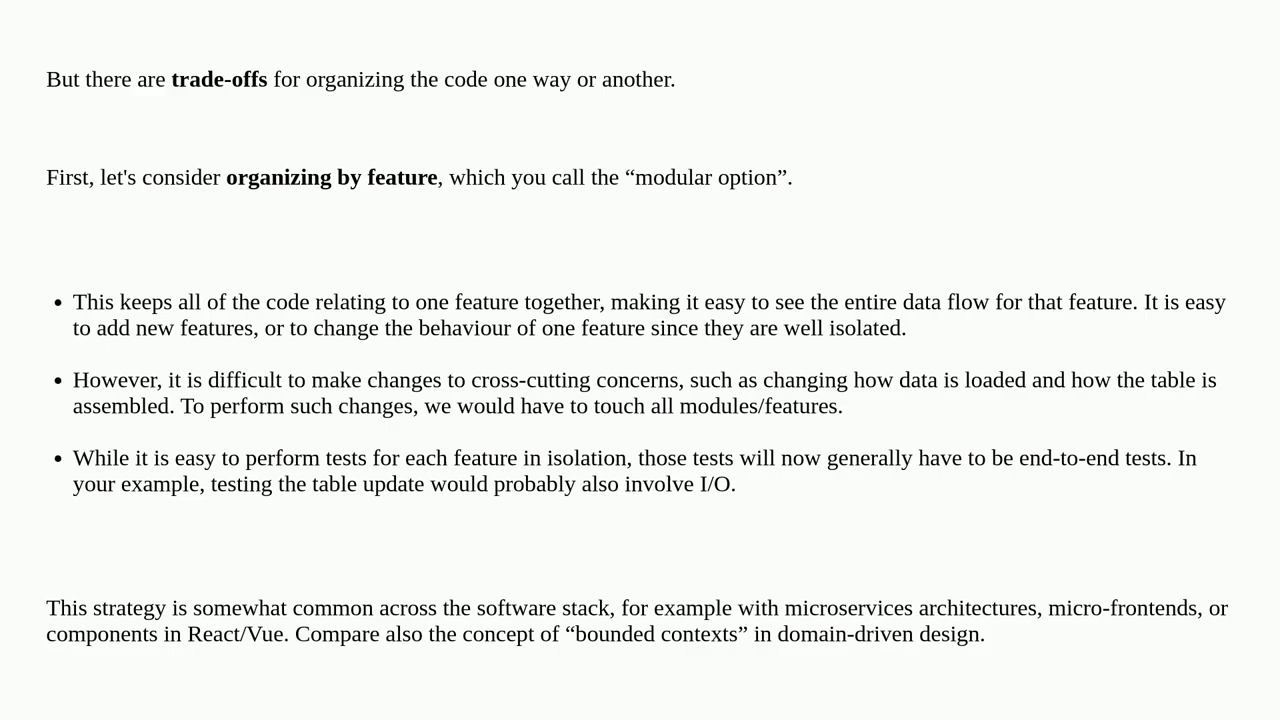 But there are trade-offs for organizing the code one way or another.
First, let's consider organizing by feature, which you call the “modular option”.
• This keeps all of the code relating to one feature together, making it easy to see the entire data flow for that feature. It is easy
to add new features, or to change the behaviour of one feature since they are well isolated.
• However, it is difficult to make changes to cross-cutting concerns, such as changing how data is loaded and how the table is
assembled. To perform such changes, we would have to touch all modules/features.
• While it is easy to perform tests for each feature in isolation, those tests will now generally have to be end-to-end tests. In
your example, testing the table update would probably also involve I/O.
This strategy is somewhat common across the software stack, for example with microservices architectures, micro-frontends, or
components in React/Vue. Compare also the concept of “bounded contexts” in domain-driven design.